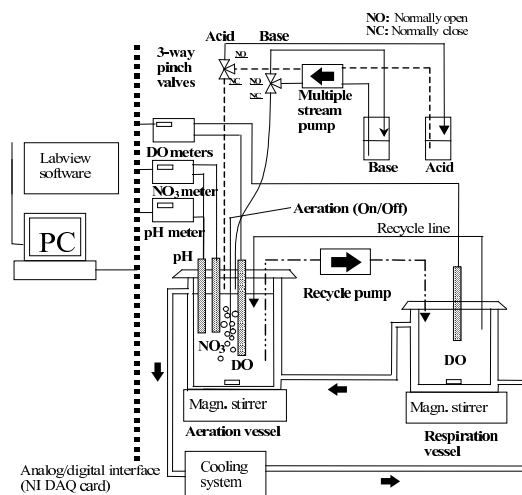 NO: Normally open
NC: Normally close
Acid
Base
3-way
pinch
valves
NO
NC
NO
NC
Multiple
stream
pump
Base
Acid
DO meters
Labview
software
NO3 meter
pH meter
PC
Aeration (On/Off)
Recycle line
pH
Recycle pump
NO3
DO
DO
Magn. stirrer
Aeration vessel
Magn. stirrer
Respiration
vessel
Analog/digital interface
(NI DAQ card)
Cooling
system